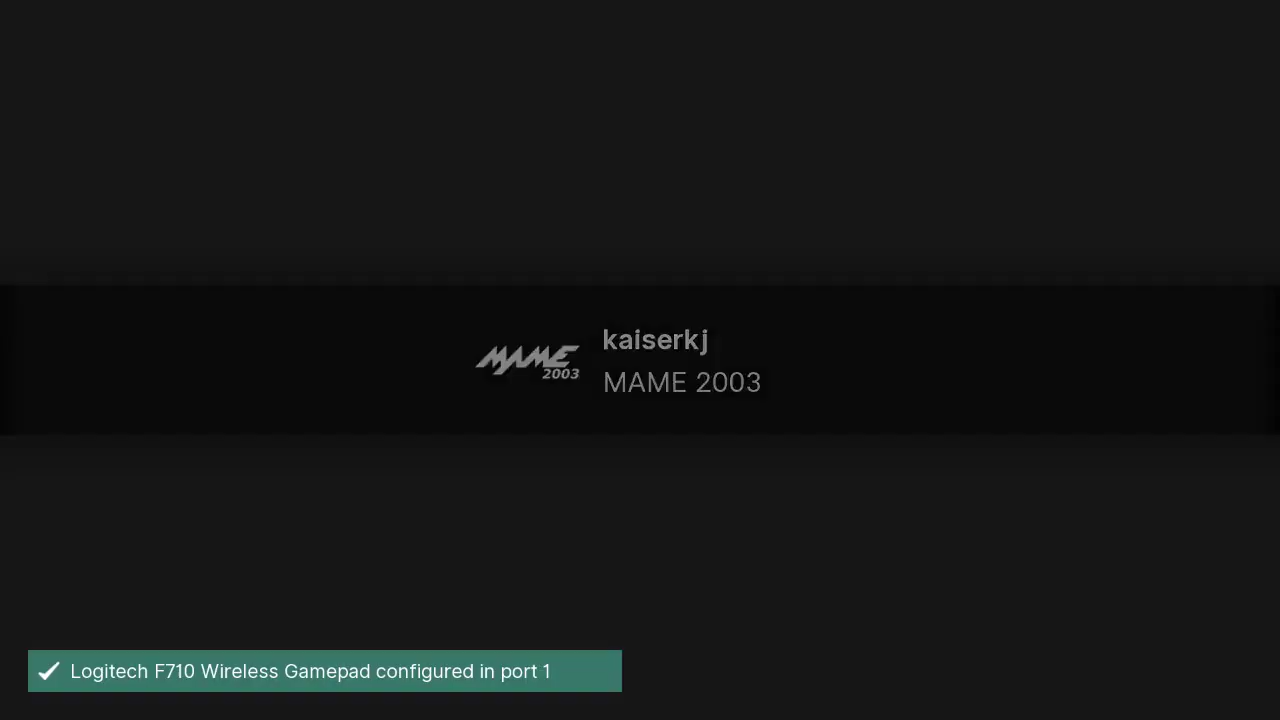 kaiserkj
MAME 2003
MAME
2003
Logitech F710 Wireless Gamepad configured in port 1